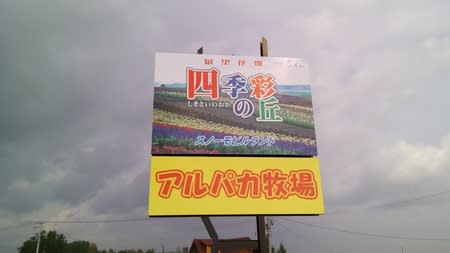 展望花畑
四季彩の丘
しきさいのおか
スノーモビルランド
アルパカ牧場